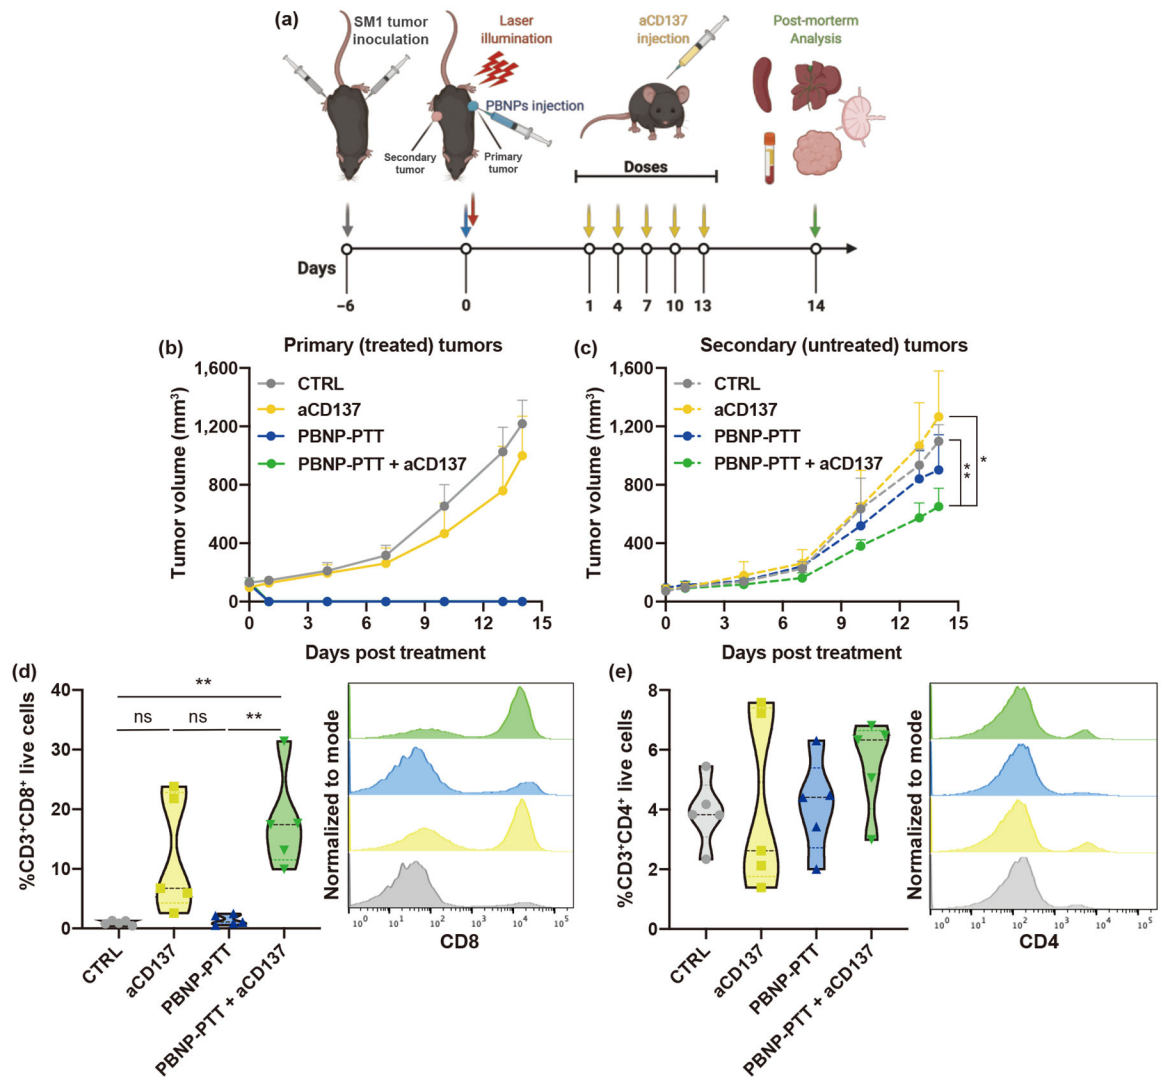 (a)
SM1 tumor
inoculation
Laser
illumination
PBNPs injection
Secondary
tumor
Primary
tumor
aCD137
injection
Doses
Post-morterm
Analysis
Days
−6
0
1
4
7
10
13
14
(b)
Primary (treated) tumors
Tumor volume (mm³)
1,600
1,200
800
400
0
CTRL
aCD137
PBNP-PTT
PBNP-PTT + aCD137
0
3
6
9
12
15
Days post treatment
(c)
Secondary (untreated) tumors
Tumor volume (mm³)
1,600
1,200
800
400
0
CTRL
aCD137
PBNP-PTT
PBNP-PTT + aCD137
**
*
0
3
6
9
12
15
Days post treatment
(d)
%CD3⁺CD8⁺ live cells
40
30
20
10
0
**
ns
ns
**
CTRL
aCD137
PBNP-PTT
PBNP-PTT + aCD137
Normalized to mode
10⁰
10¹
10²
10³
10⁴
10⁵
CD8
(e)
%CD3⁺CD4⁺ live cells
8
6
4
2
0
CTRL
aCD137
PBNP-PTT
PBNP-PTT + aCD137
Normalized to mode
10⁰
10¹
10²
10³
10⁴
10⁵
CD4